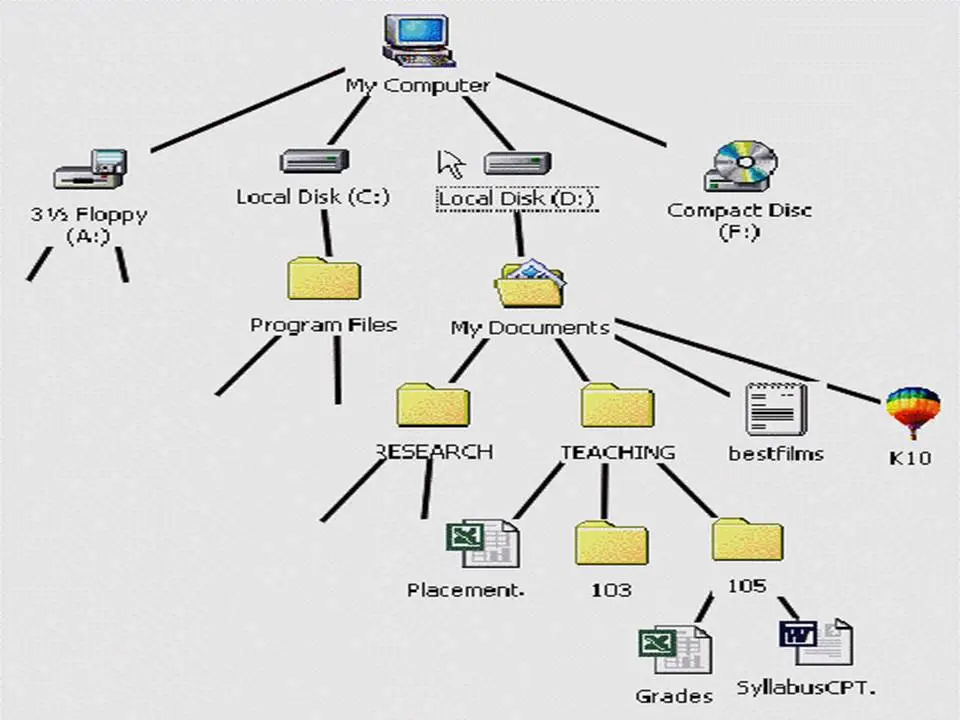 My Computer
3½ Floppy
(A:)
Local Disk (C:)
Local Disk (D:)
Compact Disc
(F:)
Program Files
My Documents
RESEARCH
TEACHING
bestfilms
K10
Placement.
103
105
Grades
SyllabusCPT.